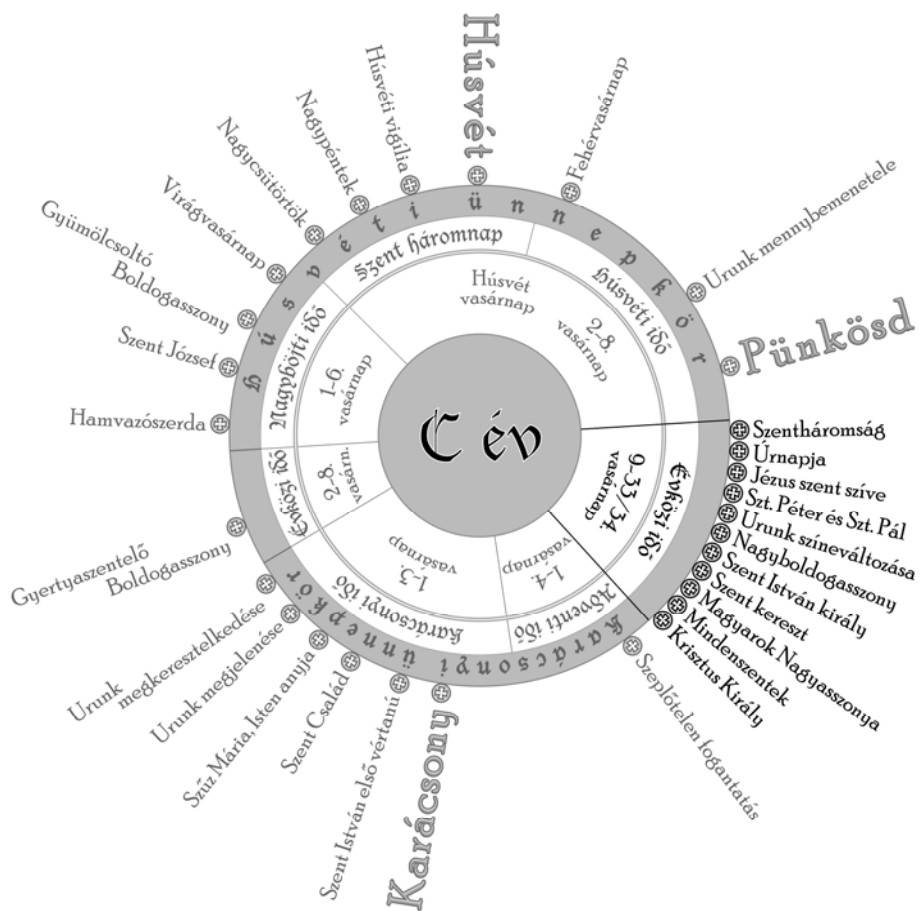 C év
Húsvéti ünnepkör
Karácsonyi ünnepkör
Szent háromnap
Húsvéti idő
Évközi idő
Ádventi idő
Karácsonyi idő
Évközi idő
Nagyböjti idő
Húsvét
vasárnap
2-8.
vasárnap
9-33/34.
vasárnap
1-4.
vasárnap
1-3.
vasárnap
2-8.
vasárn.
1-6.
vasárnap
Húsvét
Fehérvasárnap
Urunk mennybemenetele
Pünkösd
Szentháromság
Úrnapja
Jézus szent szíve
Szt. Péter és Szt. Pál
Urunk színeváltozása
Nagyboldogasszony
Szent István király
Szent kereszt
Magyarok Nagyasszonya
Mindenszentek
Krisztus Király
Szeplőtelen fogantatás
Karácsony
Szent István első vértanú
Szent Család
Szűz Mária, Isten anyja
Urunk megjelenése
Urunk
megkeresztelkedése
Gyertyaszentelő
Boldogasszony
Hamvazószerda
Szent József
Gyümölcsoltó
Boldogasszony
Virágvasárnap
Nagycsütörtök
Nagypéntek
Húsvéti vigília